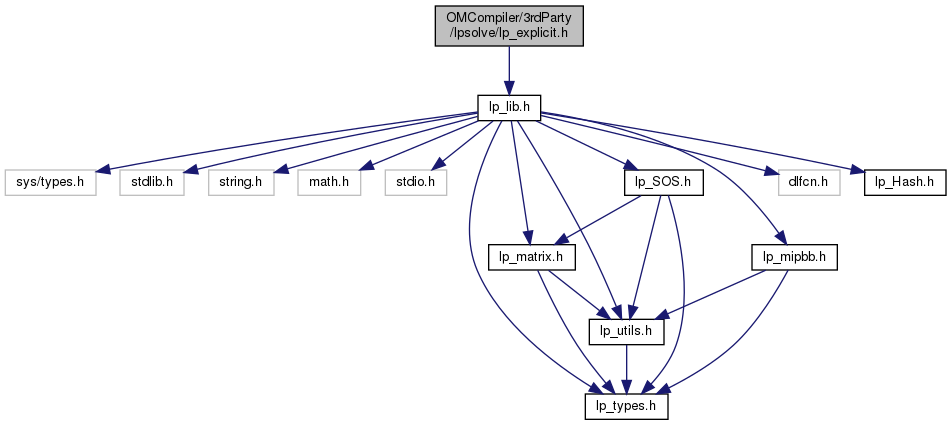 OMCompiler/3rdParty
/lpsolve/lp_explicit.h
lp_lib.h
sys/types.h
stdlib.h
string.h
math.h
stdio.h
lp_SOS.h
dlfcn.h
lp_Hash.h
lp_matrix.h
lp_mipbb.h
lp_utils.h
lp_types.h